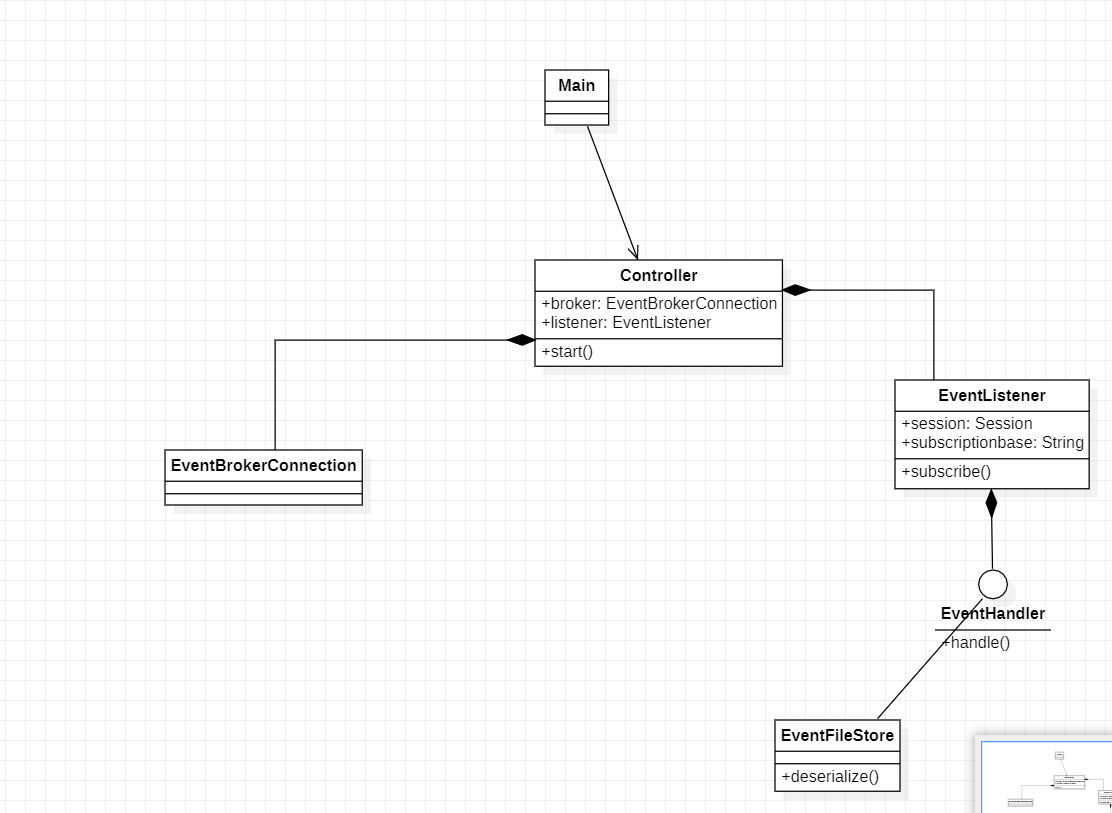 Main
Controller
+broker: EventBrokerConnection
+listener: EventListener
+start()
EventListener
+session: Session
+subscriptionbase: String
+subscribe()
EventBrokerConnection
EventHandler
+handle()
EventFileStore
+deserialize()